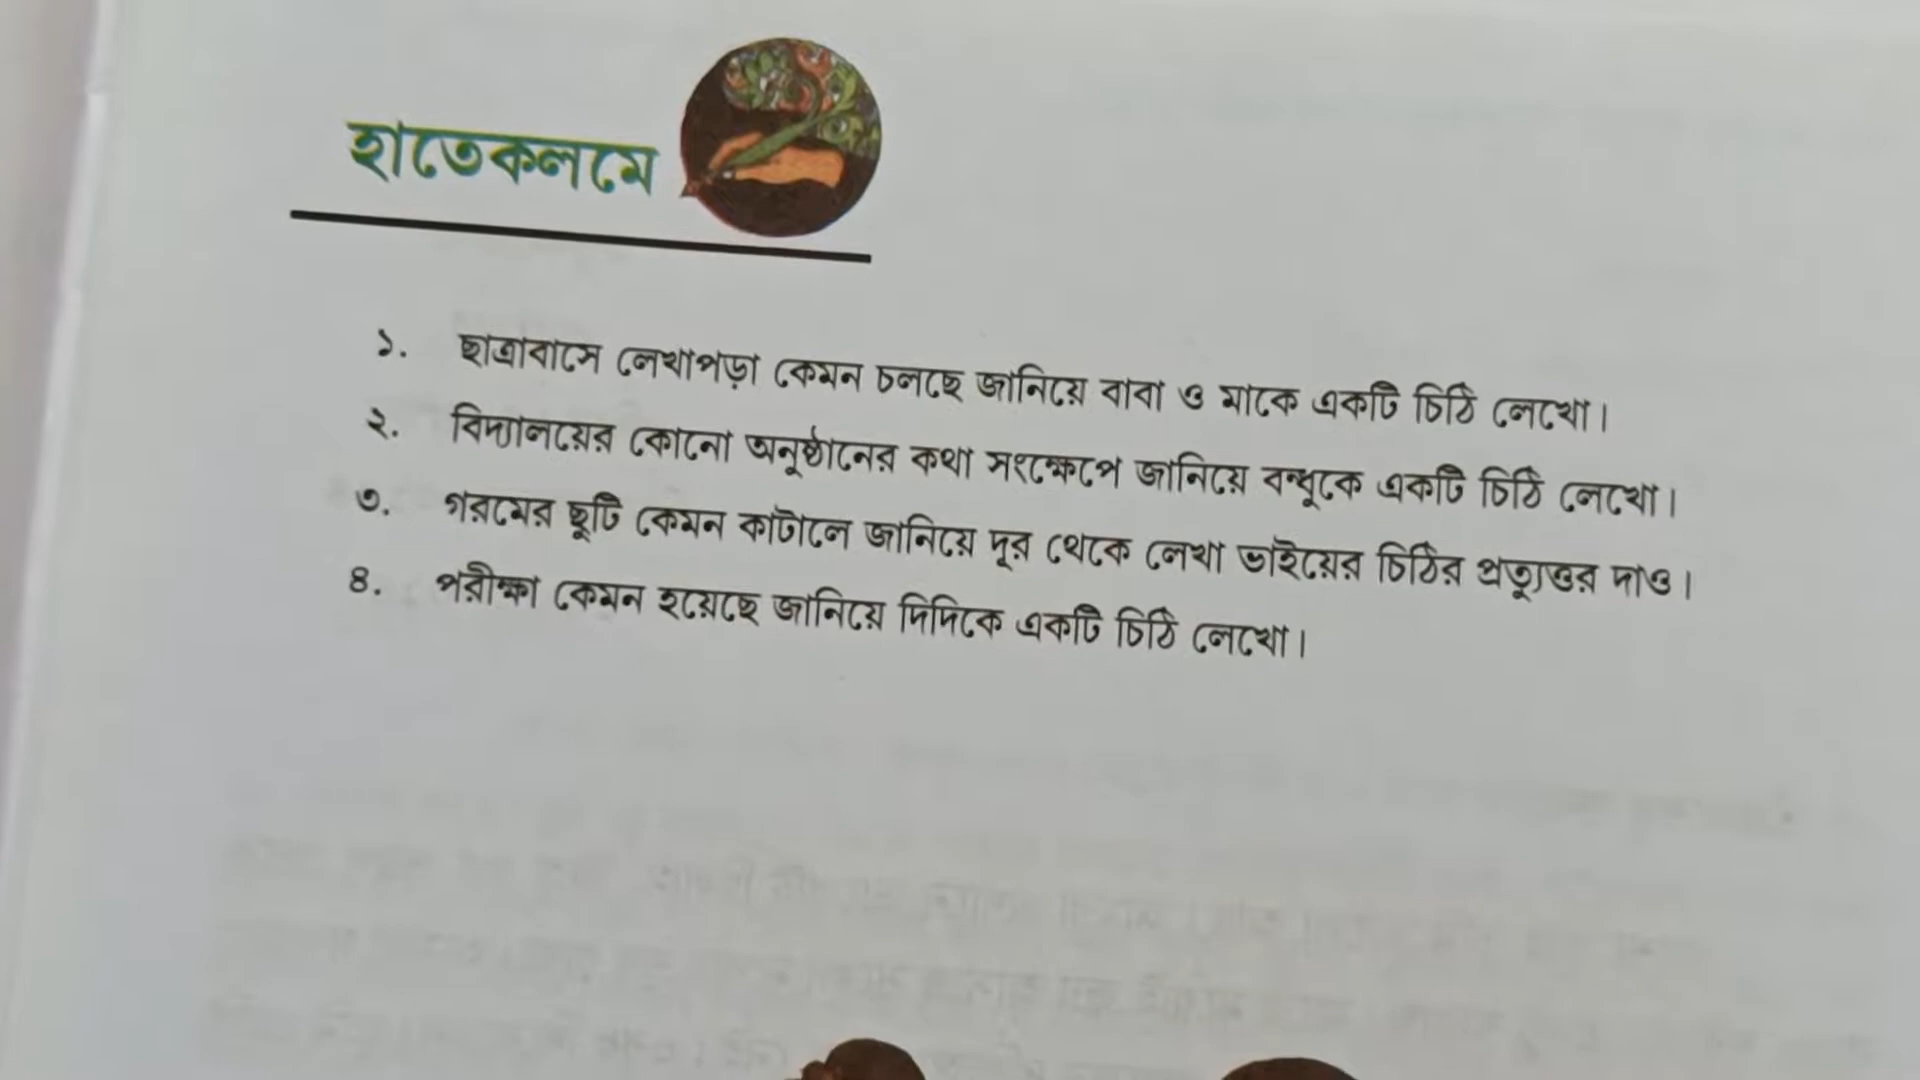 হাতেকলমে
১. ছাত্রাবাসে লেখাপড়া কেমন চলছে জানিয়ে বাবা ও মাকে একটি চিঠি লেখো।
২. বিদ্যালয়ের কোনো অনুষ্ঠানের কথা সংক্ষেপে জানিয়ে বন্ধুকে একটি চিঠি লেখো।
৩. গরমের ছুটি কেমন কাটালে জানিয়ে দূর থেকে লেখা ভাইয়ের চিঠির প্রত্যুত্তর দাও।
৪. পরীক্ষা কেমন হয়েছে জানিয়ে দিদিকে একটি চিঠি লেখো।